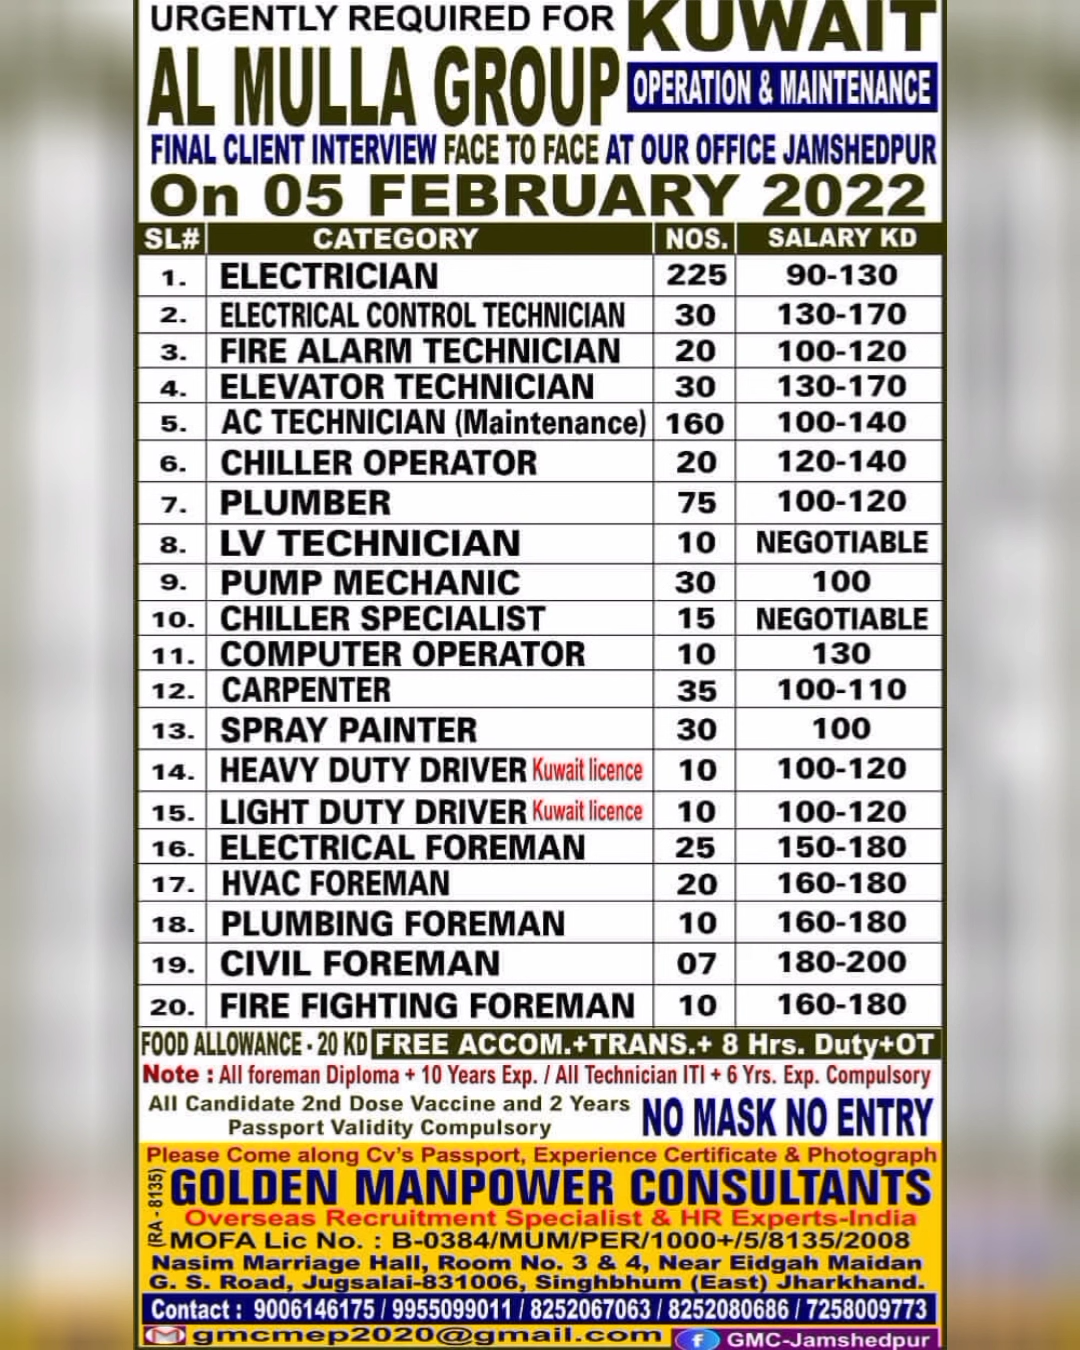 URGENTLY REQUIRED FOR KUWAIT
AL MULLA GROUP OPERATION & MAINTENANCE
FINAL CLIENT INTERVIEW FACE TO FACE AT OUR OFFICE JAMSHEDPUR
On 05 FEBRUARY 2022
SL# CATEGORY NOS. SALARY KD
1. ELECTRICIAN 225 90-130
2. ELECTRICAL CONTROL TECHNICIAN 30 130-170
3. FIRE ALARM TECHNICIAN 20 100-120
4. ELEVATOR TECHNICIAN 30 130-170
5. AC TECHNICIAN (Maintenance) 160 100-140
6. CHILLER OPERATOR 20 120-140
7. PLUMBER 75 100-120
8. LV TECHNICIAN 10 NEGOTIABLE
9. PUMP MECHANIC 30 100
10. CHILLER SPECIALIST 15 NEGOTIABLE
11. COMPUTER OPERATOR 10 130
12. CARPENTER 35 100-110
13. SPRAY PAINTER 30 100
14. HEAVY DUTY DRIVER Kuwait licence 10 100-120
15. LIGHT DUTY DRIVER Kuwait licence 10 100-120
16. ELECTRICAL FOREMAN 25 150-180
17. HVAC FOREMAN 20 160-180
18. PLUMBING FOREMAN 10 160-180
19. CIVIL FOREMAN 07 180-200
20. FIRE FIGHTING FOREMAN 10 160-180
FOOD ALLOWANCE - 20 KD FREE ACCOM.+TRANS.+ 8 Hrs. Duty+OT
Note : All foreman Diploma + 10 Years Exp. / All Technician ITI + 6 Yrs. Exp. Compulsory
All Candidate 2nd Dose Vaccine and 2 Years
Passport Validity Compulsory
NO MASK NO ENTRY
Please Come along Cv's Passport, Experience Certificate & Photograph
(RA - 8135)
GOLDEN MANPOWER CONSULTANTS
Overseas Recruitment Specialist & HR Experts-India
MOFA Lic No. : B-0384/MUM/PER/1000+/5/8135/2008
Nasim Marriage Hall, Room No. 3 & 4, Near Eidgah Maidan
G. S. Road, Jugsalai-831006, Singhbhum (East) Jharkhand.
Contact : 9006146175 / 9955099011 / 8252067063 / 8252080686 / 7258009773
gmcmep2020@gmail.com f GMC-Jamshedpur